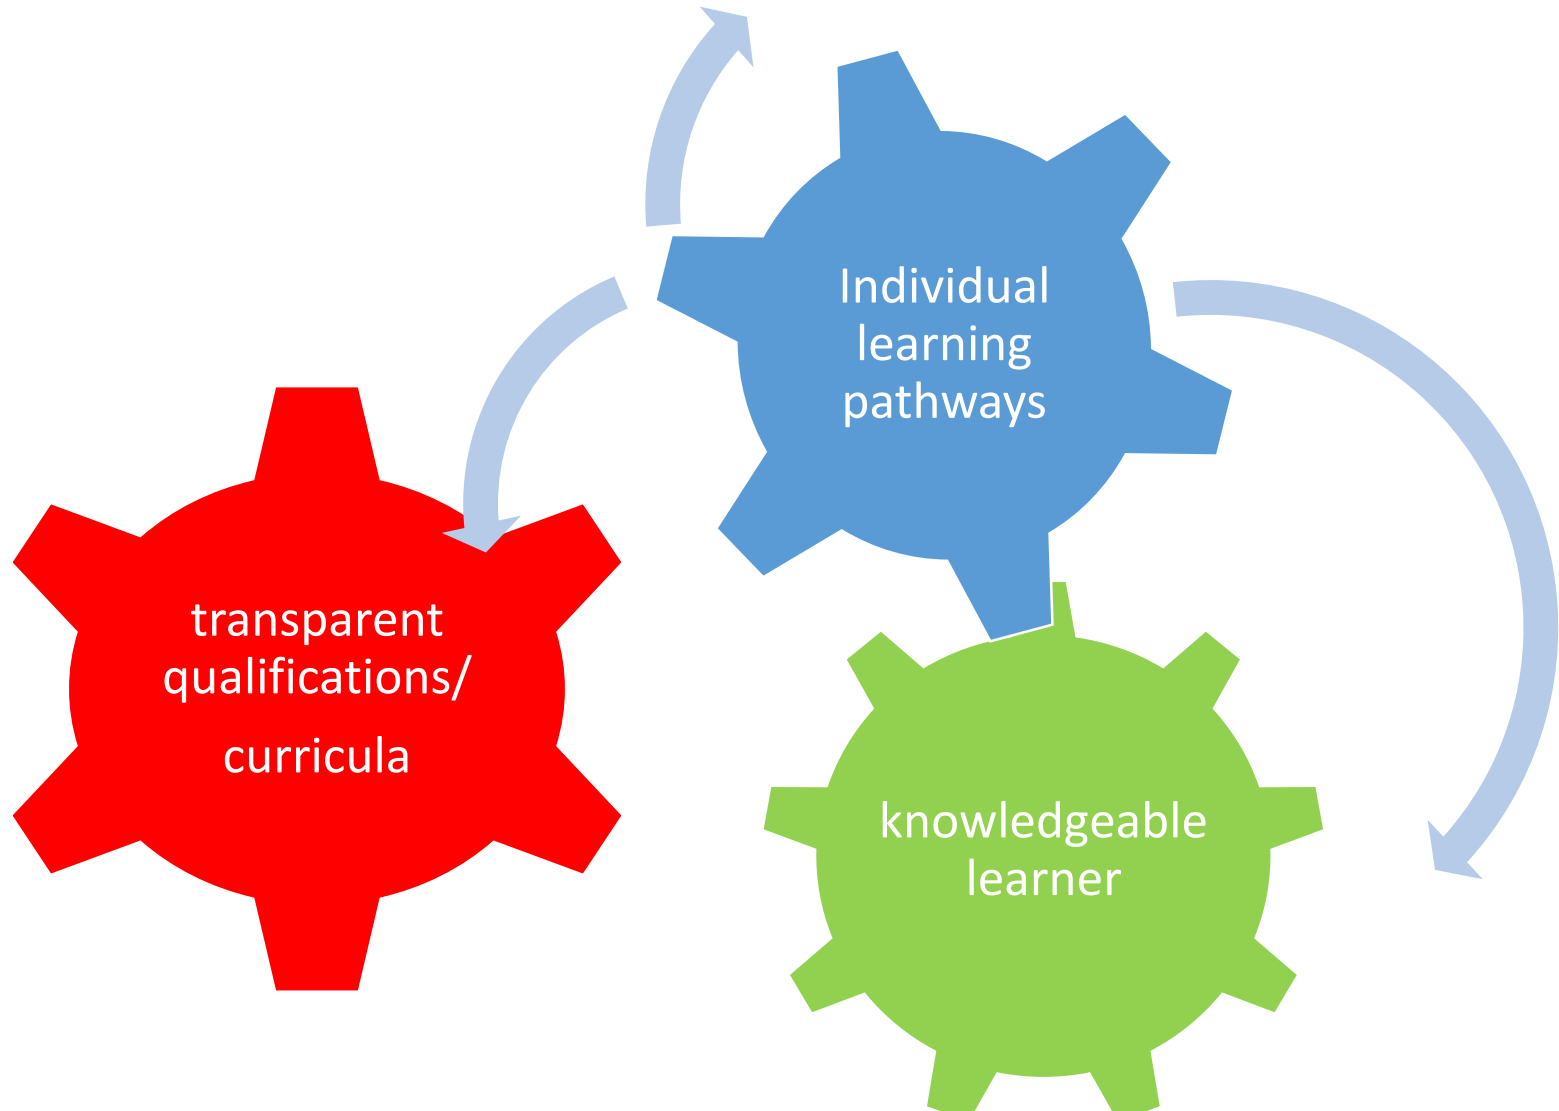 Individual
learning
pathways
transparent
qualifications/
curricula
knowledgeable
learner